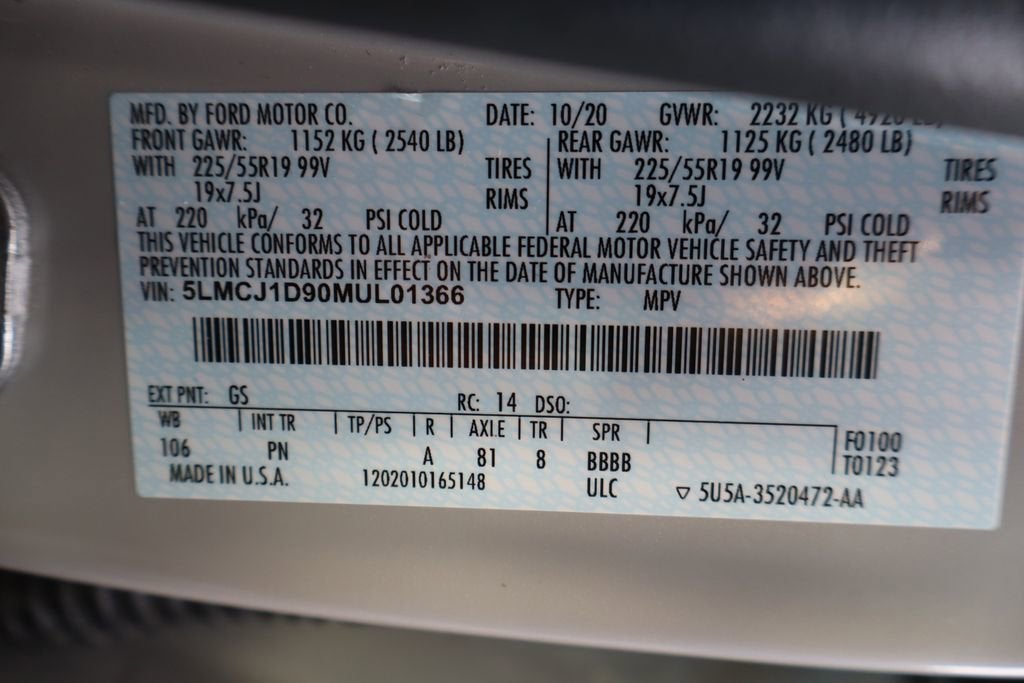 MFD. BY FORD MOTOR CO. DATE: 10/20 GVWR: 2232 KG ( 4920 LB)
FRONT GAWR: 1152 KG ( 2540 LB) REAR GAWR: 1125 KG ( 2480 LB)
WITH 225/55R19 99V TIRES WITH 225/55R19 99V TIRES
19x7.5J RIMS 19x7.5J RIMS
AT 220 kPa/ 32 PSI COLD AT 220 kPa/ 32 PSI COLD
THIS VEHICLE CONFORMS TO ALL APPLICABLE FEDERAL MOTOR VEHICLE SAFETY AND THEFT
PREVENTION STANDARDS IN EFFECT ON THE DATE OF MANUFACTURE SHOWN ABOVE.
VIN: 5LMCJ1D90MUL01366 TYPE: MPV
EXT PNT: GS RC: 14 DSO:
WB INT TR TP/PS R AXLE TR SPR F0100
106 PN A 81 8 BBBB T0123
MADE IN U.S.A. 1202010165148 ULC ▽ 5U5A-3520472-AA